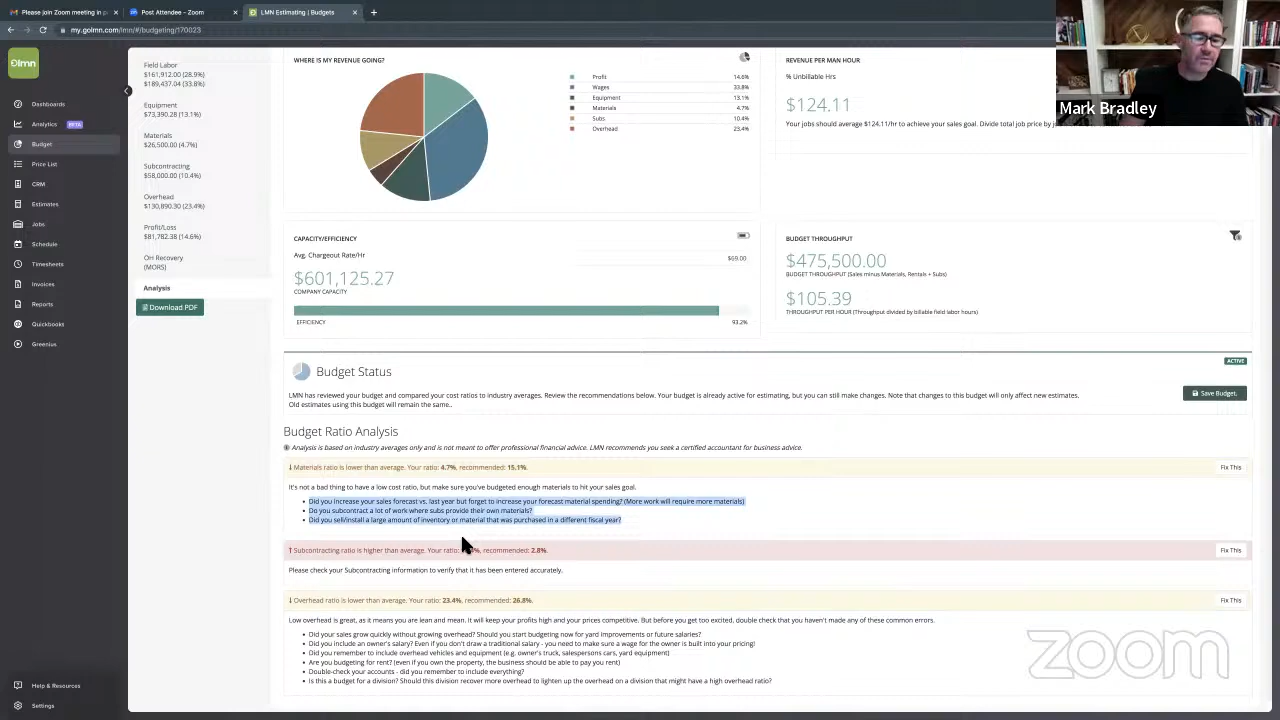 Please join Zoom meeting in p
Post Attendee - Zoom
LMN Estimating | Budgets
my.golmn.com/lmn/#/budgeting/170023
Mark Bradley
LMN
Dashboards
Analytics BETA
Budget
Price List
CRM
Estimates
Jobs
Schedule
Timesheets
Invoices
Reports
Quickbooks
Greenius
Help & Resources
Settings
Field Labor
$161,912.00 (28.9%)
$189,437.04 (33.8%)
Equipment
$73,390.28 (13.1%)
Materials
$26,500.00 (4.7%)
Subcontracting
$58,000.00 (10.4%)
Overhead
$130,890.30 (23.4%)
Profit/Loss
$81,782.38 (14.6%)
OH Recovery
(MORS)
Analysis
Download PDF
WHERE IS MY REVENUE GOING?
Profit 14.6%
Wages 33.8%
Equipment 13.1%
Materials 4.7%
Subs 10.4%
Overhead 23.4%
REVENUE PER MAN HOUR
% Unbillable Hrs
$124.11
Your jobs should average $124.11/hr to achieve your sales goal. Divide total job price by
CAPACITY/EFFICIENCY
Avg. Chargeout Rate/Hr $69.00
$601,125.27
COMPANY CAPACITY
EFFICIENCY 93.2%
BUDGET THROUGHPUT
$475,500.00
BUDGET THROUGHPUT (Sales minus Materials, Rentals + Subs)
$105.39
THROUGHPUT PER HOUR (Throughput divided by billable field labor hours)
ACTIVE
Budget Status
LMN has reviewed your budget and compared your cost ratios to industry averages. Review the recommendations below. Your budget is already active for estimating, but you can still make changes. Note that changes to this budget will only affect new estimates.
Old estimates using this budget will remain the same..
Save Budget.
Budget Ratio Analysis
Analysis is based on industry averages only and is not meant to offer professional financial advice. LMN recommends you seek a certified accountant for business advice.
Materials ratio is lower than average. Your ratio: 4.7%, recommended: 15.1%. Fix This
It's not a bad thing to have a low cost ratio, but make sure you've budgeted enough materials to hit your sales goal.
Did you increase your sales forecast vs. last year but forget to increase your forecast material spending? (More work will require more materials)
Do you subcontract a lot of work where subs provide their own materials?
Did you sell/install a large amount of inventory or material that was purchased in a different fiscal year?
Subcontracting ratio is higher than average. Your ratio: %, recommended: 2.8%. Fix This
Please check your Subcontracting information to verify that it has been entered accurately.
Overhead ratio is lower than average. Your ratio: 23.4%, recommended: 26.8%. Fix This
Low overhead is great, as it means you are lean and mean. It will keep your profits high and your prices competitive. But before you get too excited, double check that you haven't made any of these common errors.
Did your sales grow quickly without growing overhead? Should you start budgeting now for yard improvements or future salaries?
Did you include an owner's salary? Even if you don't draw a traditional salary - you need to make sure a wage for the owner is built into your pricing!
Did you remember to include overhead vehicles and equipment (e.g. owner's truck, salespersons cars, yard equipment)
Are you budgeting for rent? (even if you own the property, the business should be able to pay you rent)
Double-check your accounts - did you remember to include everything?
Is this a budget for a division? Should this division recover more overhead to lighten up the overhead on a division that might have a high overhead ratio?
zoom